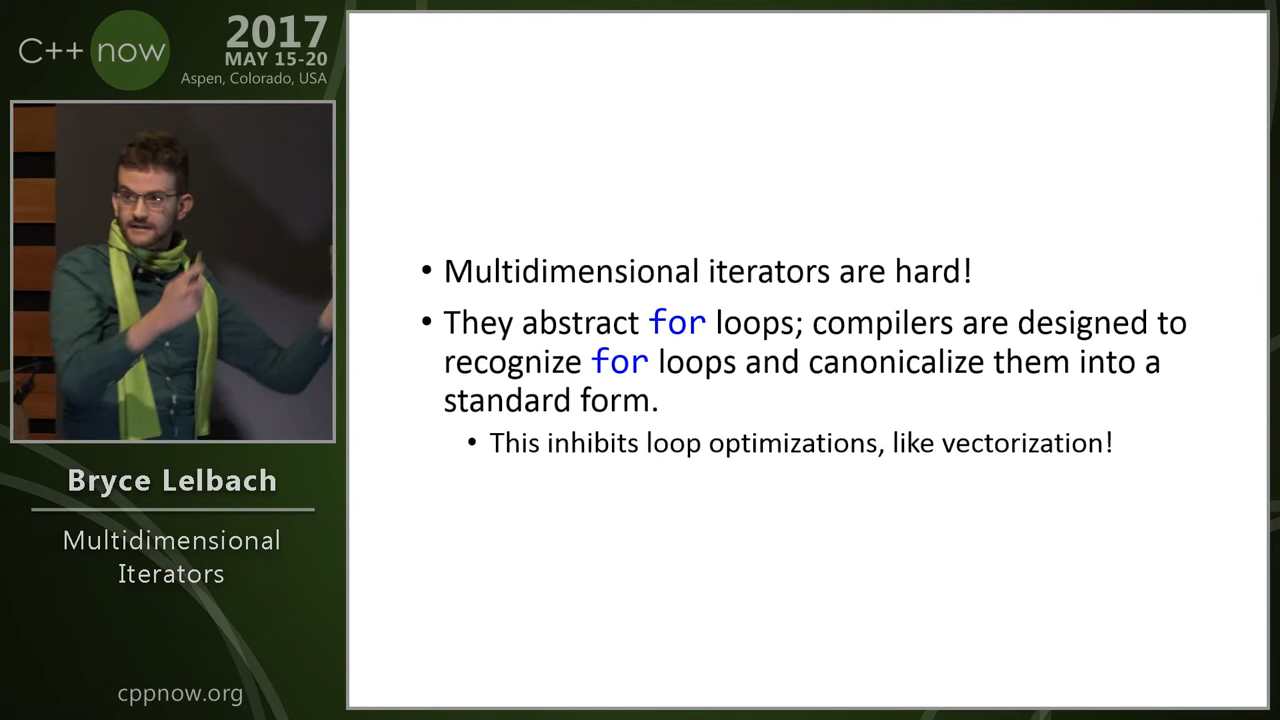 C++ now
2017
MAY 15-20
Aspen, Colorado, USA
Bryce Lelbach
Multidimensional
Iterators
cppnow.org
• Multidimensional iterators are hard!
• They abstract for loops; compilers are designed to
recognize for loops and canonicalize them into a
standard form.
• This inhibits loop optimizations, like vectorization!